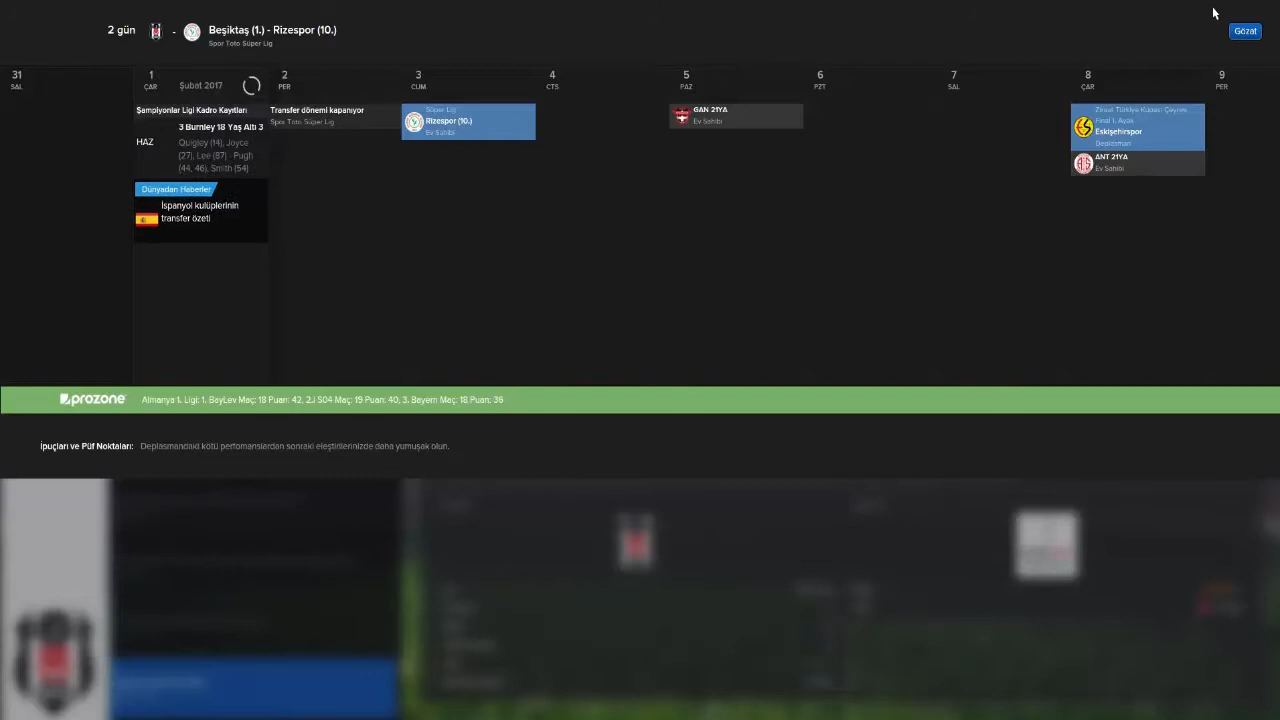 2 gün - Beşiktaş (1.) - Rizespor (10.)
Spor Toto Süper Lig
Gözat
31 SAL
1 ÇAR Şubat 2017
2 PER
3 CUM
4 CTS
5 PAZ
6 PZT
7 SAL
8 ÇAR
9 PER
Şampiyonlar Ligi Kadro Kayıtları
HAZ 3 Burnley 18 Yaş Altı 3
Quigley (14), Joyce
(27), Lee (87) - Pugh
(44, 46), Smith (54)
Dünyadan Haberler
İspanyol kulüplerinin
transfer özeti
Transfer dönemi kapanıyor
Spor Toto Süper Lig
Süper Lig
Rizespor (10.)
Ev Sahibi
GAN 21YA
Ev Sahibi
Ziraat Türkiye Kupası Çeyrek
Final 1. Ayak
Eskişehirspor
Deplasman
ANT 21YA
Ev Sahibi
prozone Almanya 1. Ligi: 1. BayLev Maç: 18 Puan: 42, 2.i S04 Maç: 19 Puan: 40, 3. Bayern Maç: 18 Puan: 36
İpuçları ve Püf Noktaları: Deplasmandaki kötü perfomanslardan sonraki eleştirilerinizde daha yumuşak olun.